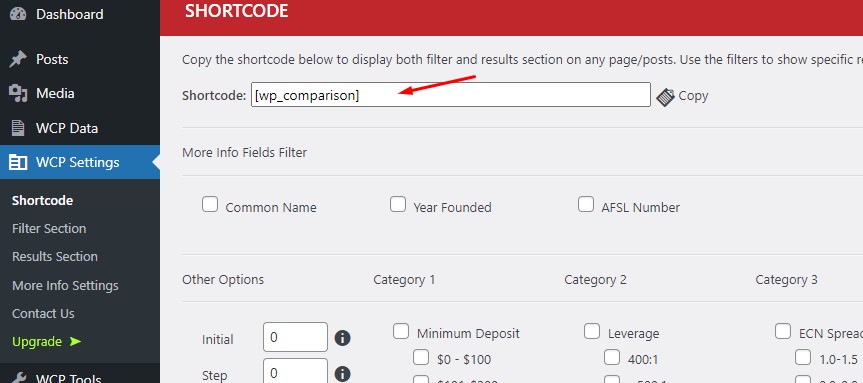 Dashboard
SHORTCODE
Posts
Media
WCP Data
WCP Settings
Shortcode
Filter Section
Results Section
More Info Settings
Contact Us
Upgrade ➤
WCP Tools
Copy the shortcode below to display both filter and results section on any page/posts. Use the filters to show specific
Shortcode: [wp_comparison] Copy
More Info Fields Filter
Common Name Year Founded AFSL Number
Other Options Category 1 Category 2 Category 3
Initial 0 Minimum Deposit Leverage ECN Sprea
$0 - $100 400:1 1.0-1.5
Step 0